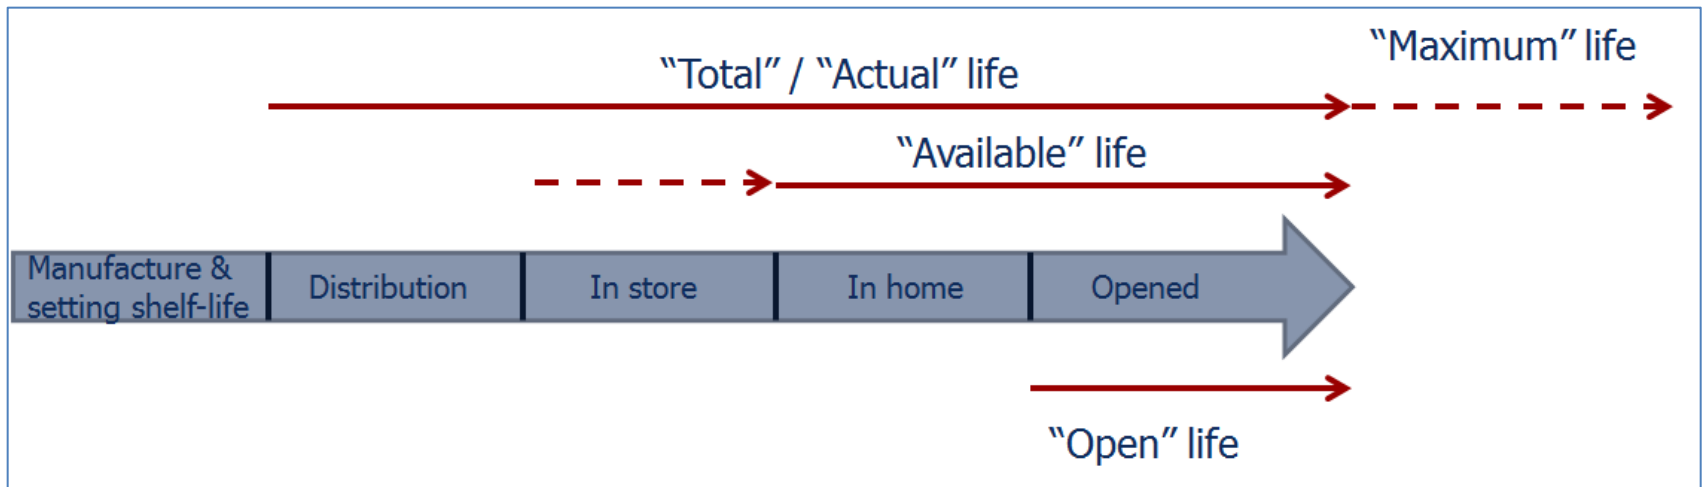 “Maximum” life
“Total” / “Actual” life
“Available” life
Manufacture &
setting shelf-life
Distribution
In store
In home
Opened
“Open” life